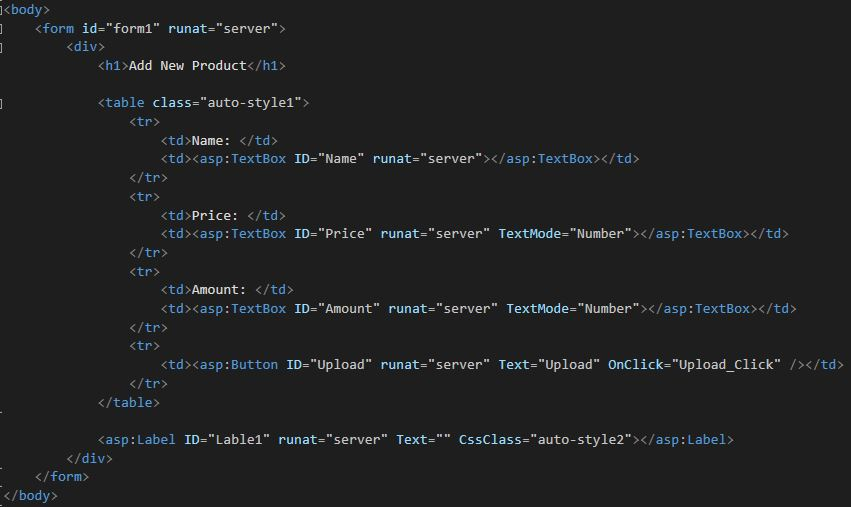 <body>
<form id="form1" runat="server">
<div>
<h1>Add New Product</h1>
<table class="auto-style1">
<tr>
<td>Name: </td>
<td><asp:TextBox ID="Name" runat="server"></asp:TextBox></td>
</tr>
<tr>
<td>Price: </td>
<td><asp:TextBox ID="Price" runat="server" TextMode="Number"></asp:TextBox></td>
</tr>
<tr>
<td>Amount: </td>
<td><asp:TextBox ID="Amount" runat="server" TextMode="Number"></asp:TextBox></td>
</tr>
<tr>
<td><asp:Button ID="Upload" runat="server" Text="Upload" OnClick="Upload_Click" /></td>
</tr>
</table>
<asp:Label ID="Lable1" runat="server" Text="" CssClass="auto-style2"></asp:Label>
</div>
</form>
</body>